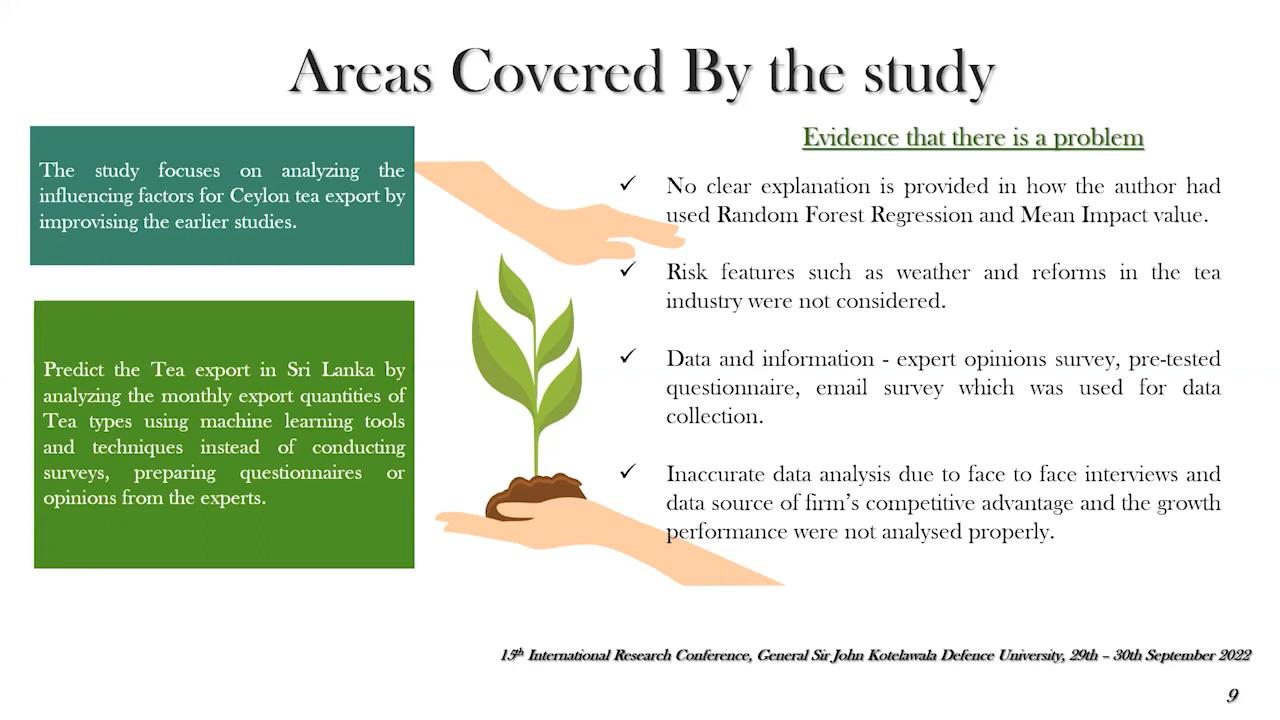 Areas Covered By the study
The study focuses on analyzing the
influencing factors for Ceylon tea export by
improvising the earlier studies.
Predict the Tea export in Sri Lanka by
analyzing the monthly export quantities of
Tea types using machine learning tools
and techniques instead of conducting
surveys, preparing questionnaires or
opinions from the experts.
Evidence that there is a problem
✓ No clear explanation is provided in how the author had
used Random Forest Regression and Mean Impact value.
✓ Risk features such as weather and reforms in the tea
industry were not considered.
✓ Data and information - expert opinions survey, pre-tested
questionnaire, email survey which was used for data
collection.
✓ Inaccurate data analysis due to face to face interviews and
data source of firm’s competitive advantage and the growth
performance were not analysed properly.
15th International Research Conference, General Sir John Kotelawala Defence University, 29th – 30th September 2022
9